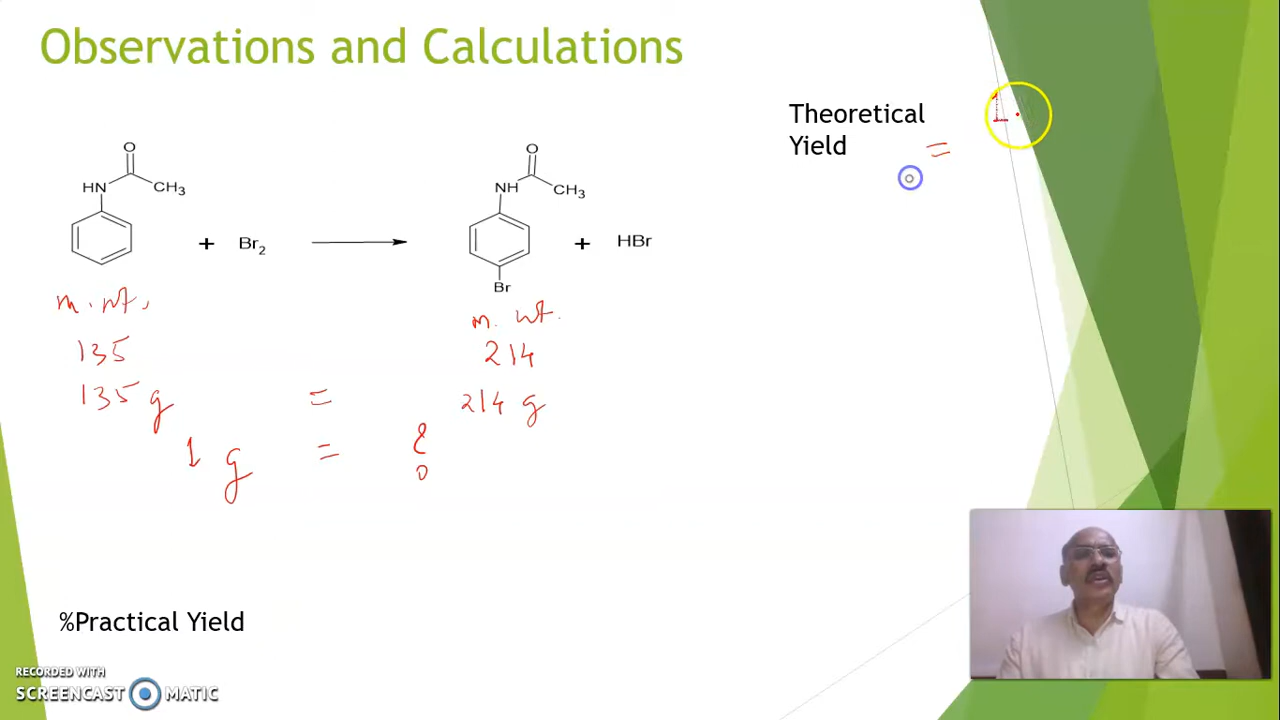 Observations and Calculations
Theoretical
Yield = 1.
O
HN CH3
+ Br2
O
NH CH3
Br
+ HBr
m. wt.
135
m. wt.
214
135 g = 214 g
1 g = ?
%Practical Yield
RECORDED WITH
SCREENCAST MATIC